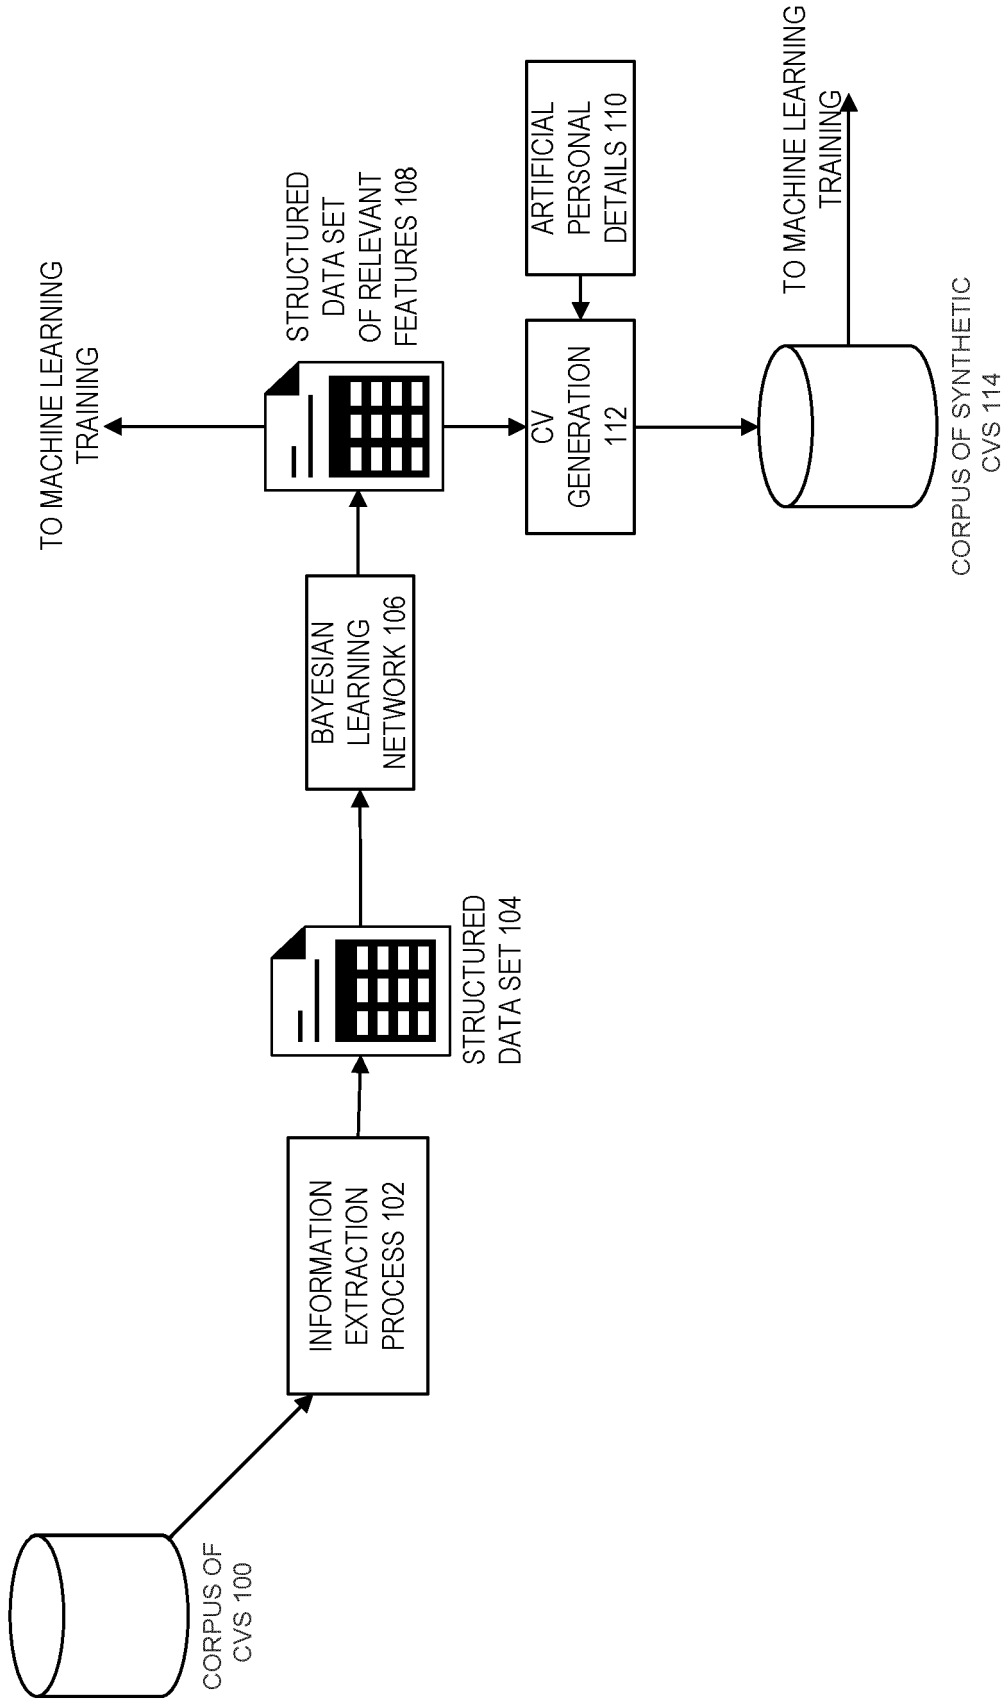 CORPUS OF
CVS 100
INFORMATION
EXTRACTION
PROCESS 102
STRUCTURED
DATA SET 104
BAYESIAN
LEARNING
NETWORK 106
TO MACHINE LEARNING
TRAINING
STRUCTURED
DATA SET
OF RELEVANT
FEATURES 108
ARTIFICIAL
PERSONAL
DETAILS 110
CV
GENERATION
112
CORPUS OF SYNTHETIC
CVS 114
TO MACHINE LEARNING
TRAINING